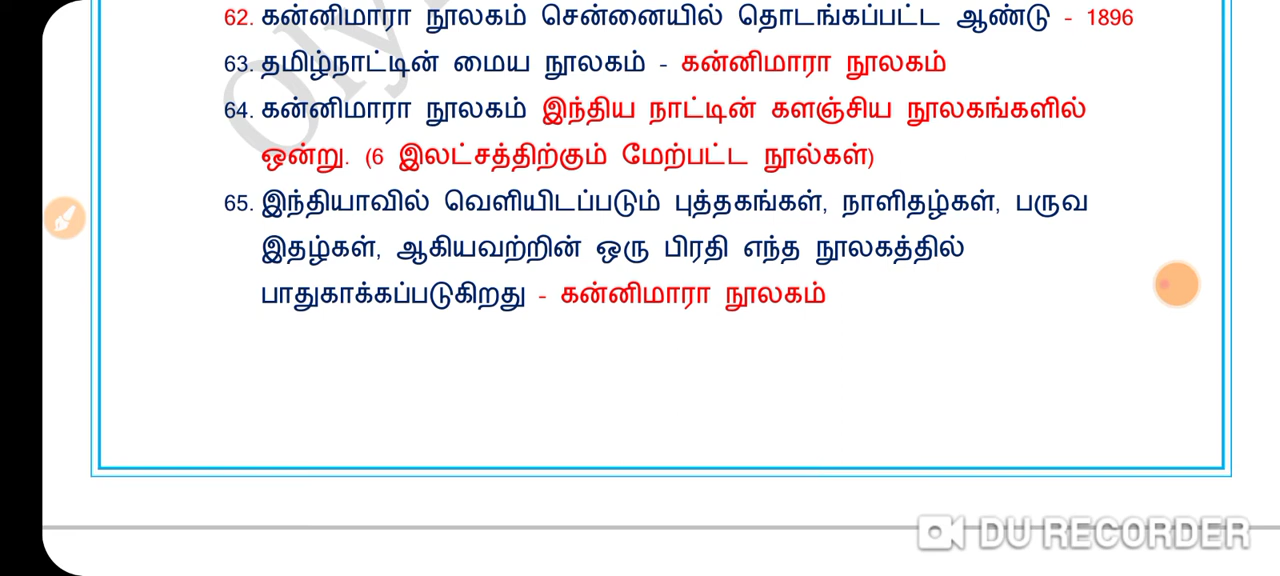 62. கன்னிமாரா நூலகம் சென்னையில் தொடங்கப்பட்ட ஆண்டு - 1896
63. தமிழ்நாட்டின் மைய நூலகம் - கன்னிமாரா நூலகம்
64. கன்னிமாரா நூலகம் இந்திய நாட்டின் களஞ்சிய நூலகங்களில்
ஒன்று. (6 இலட்சத்திற்கும் மேற்பட்ட நூல்கள்)
65. இந்தியாவில் வெளியிடப்படும் புத்தகங்கள், நாளிதழ்கள், பருவ
இதழ்கள், ஆகியவற்றின் ஒரு பிரதி எந்த நூலகத்தில்
பாதுகாக்கப்படுகிறது - கன்னிமாரா நூலகம்
DU RECORDER